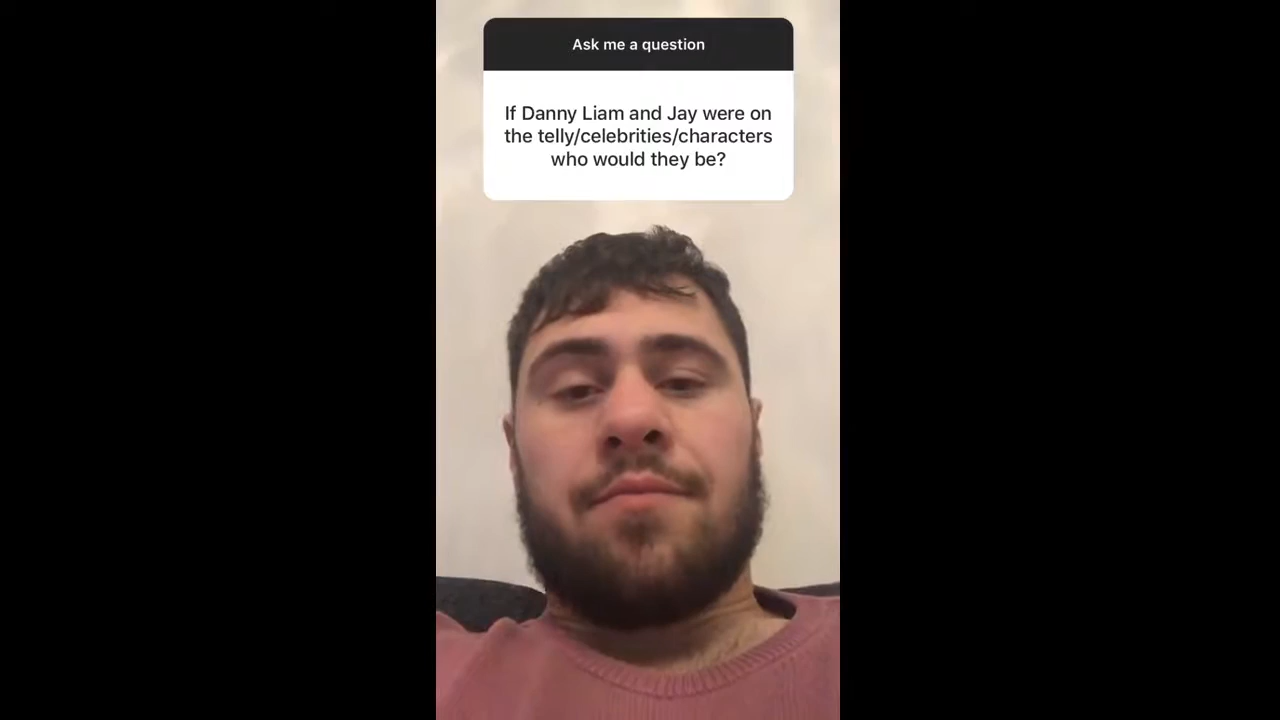 Ask me a question
If Danny Liam and Jay were on
the telly/celebrities/characters
who would they be?